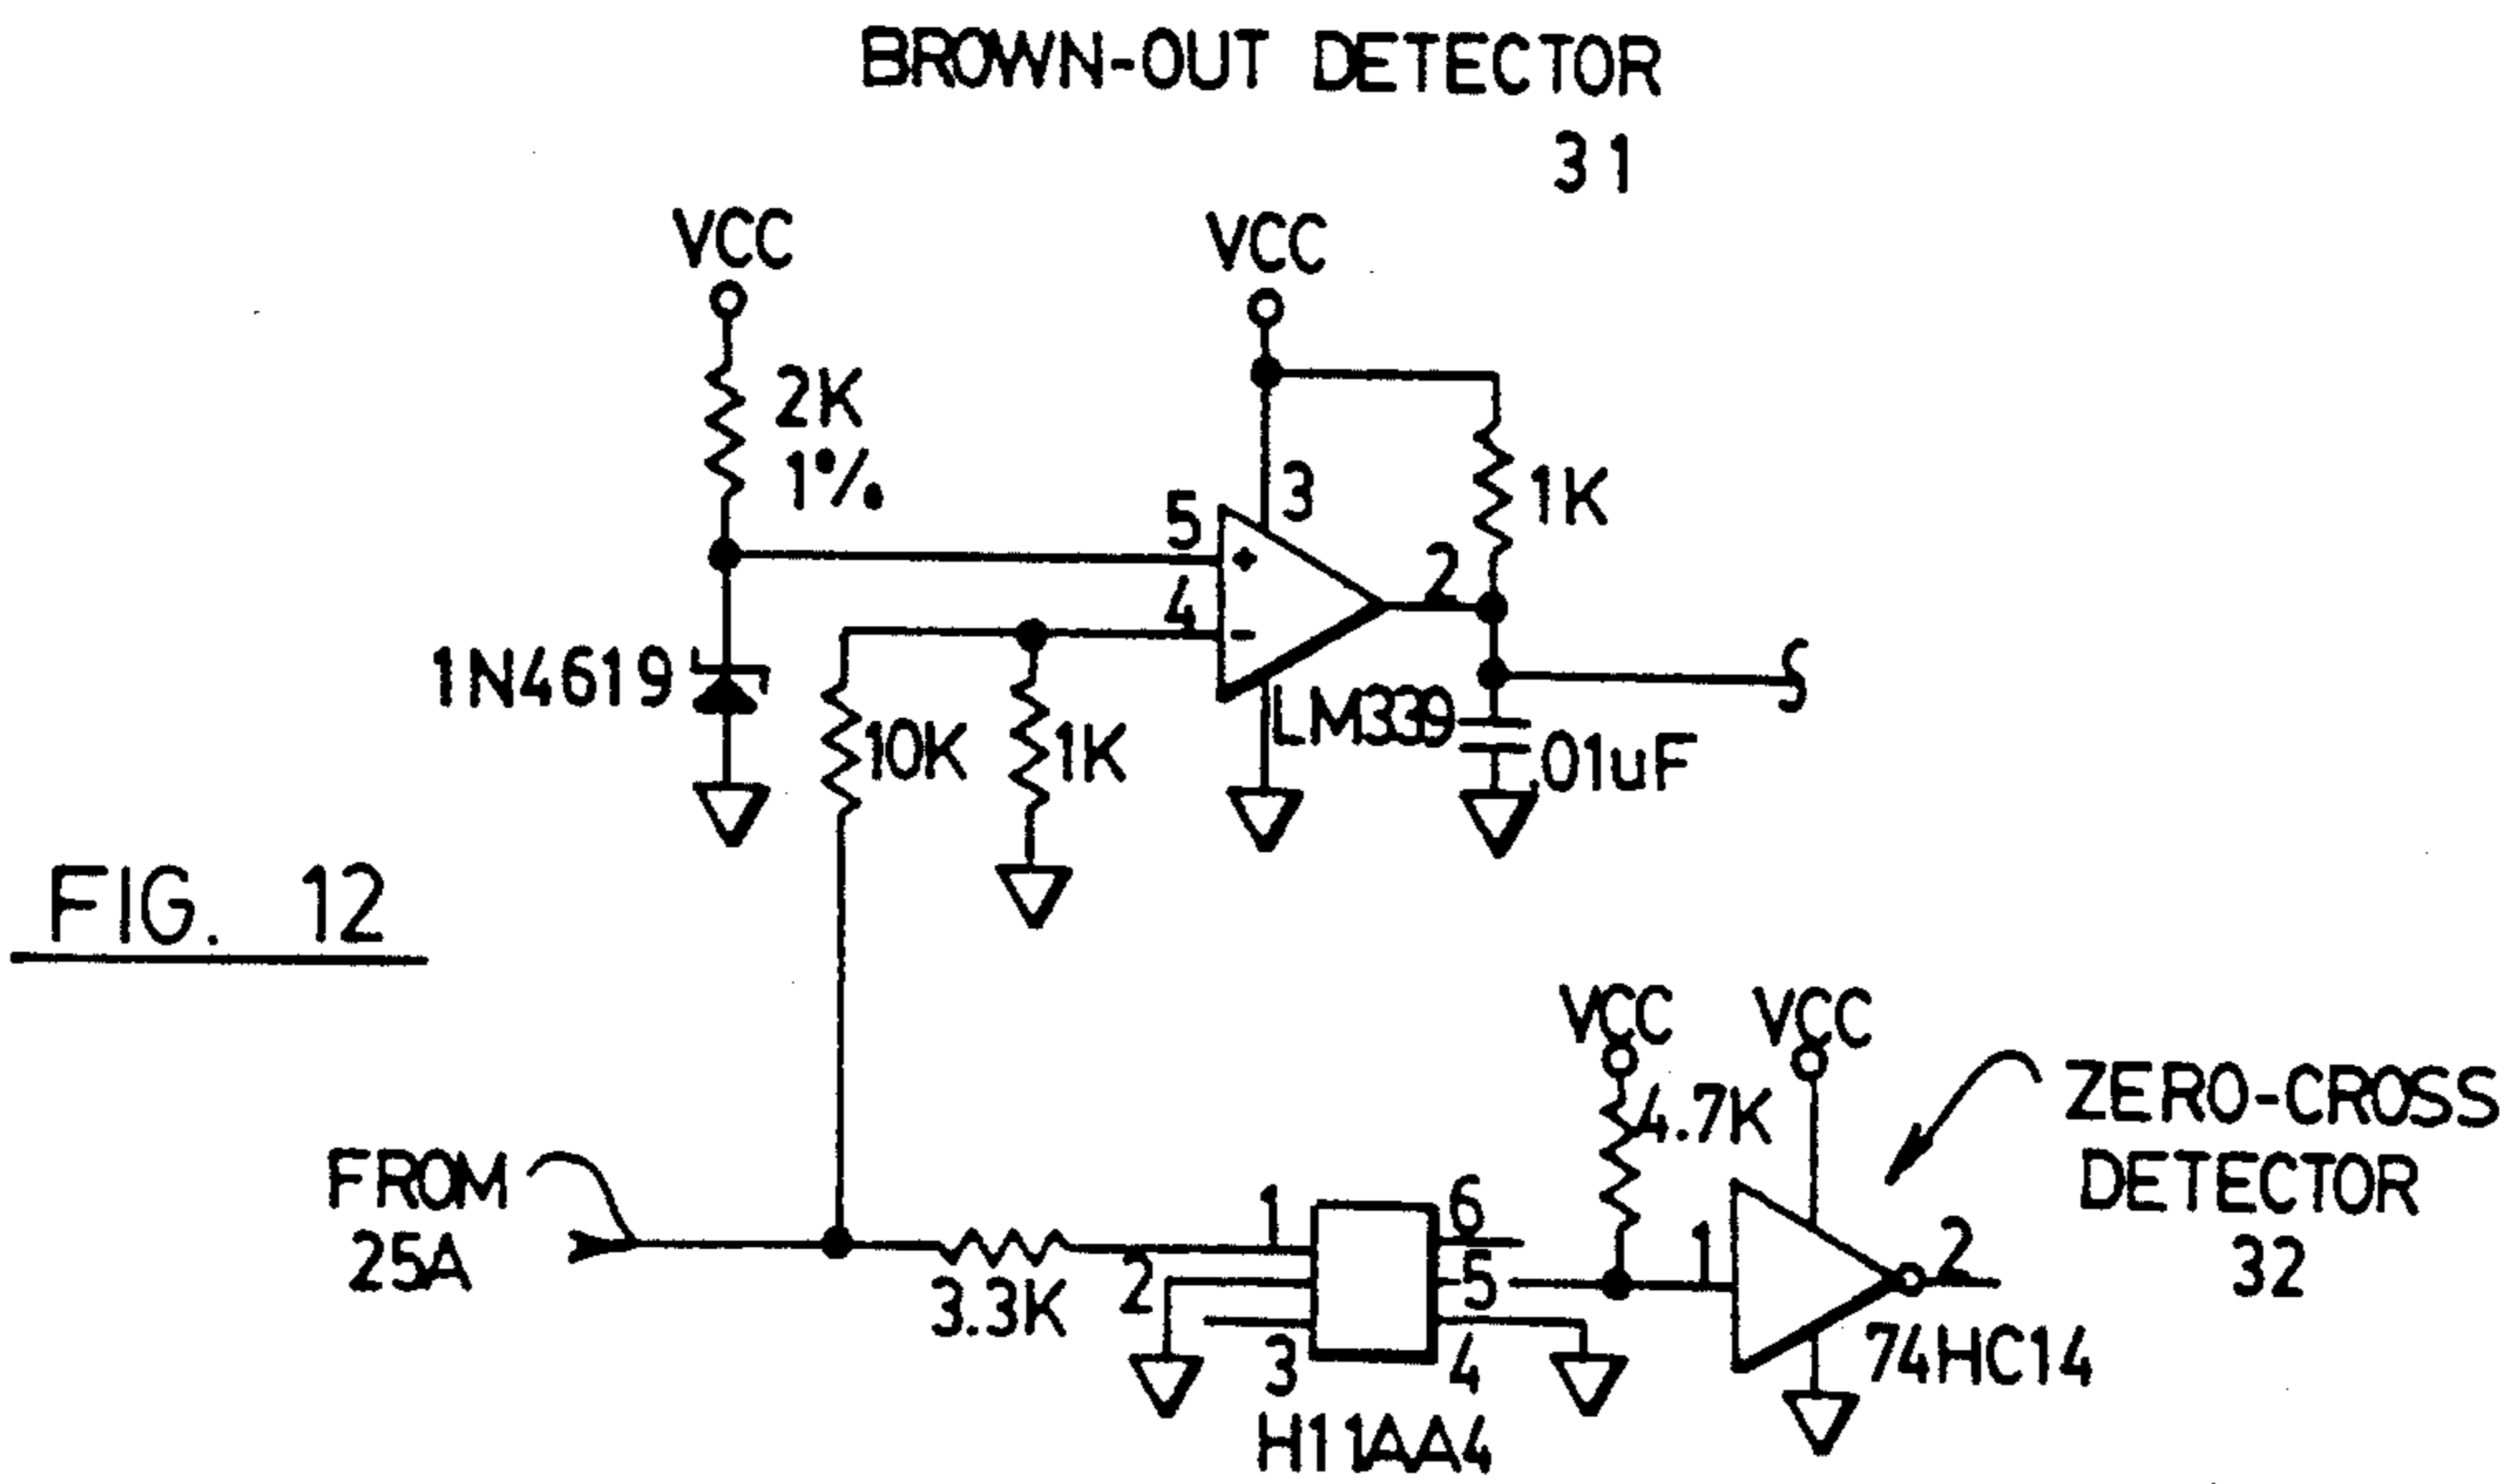 BROWN-OUT DETECTOR
31
VCC
VCC
2K
1%
3
1K
5
4
2
1N4619
10K
1K
LM339
.01uF
FIG. 12
VCC
VCC
4.7K
ZERO-CROSS
DETECTOR
32
FROM
25A
3.3K
1
2
3
6
5
4
H11AA4
1
2
74HC14